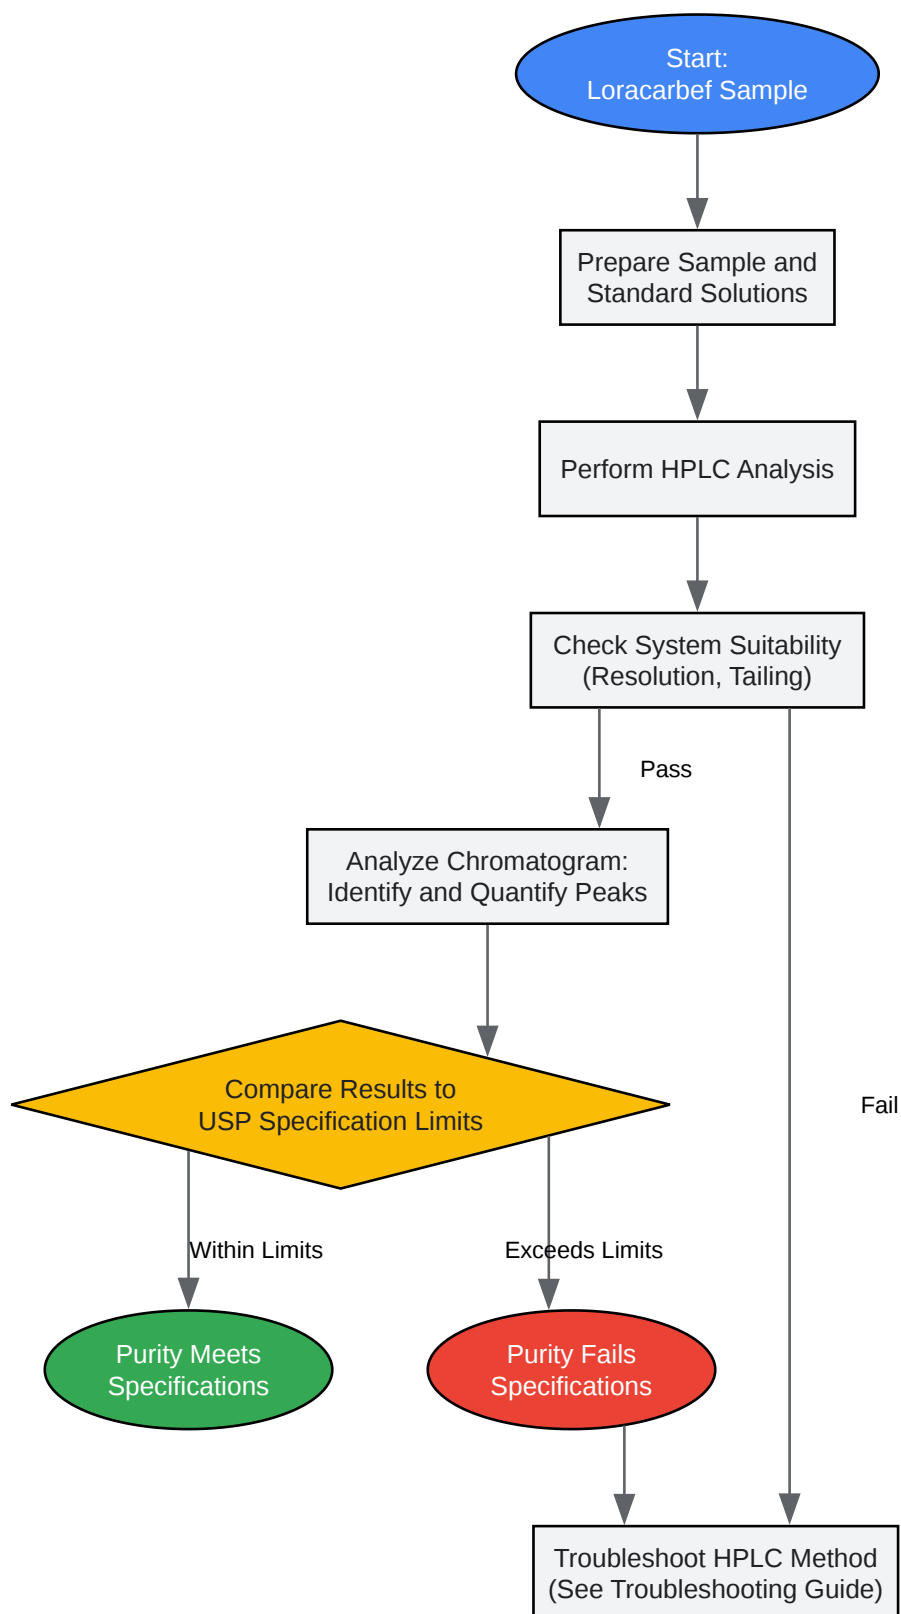 Start:
Loracarbef Sample
Prepare Sample and
Standard Solutions
Perform HPLC Analysis
Check System Suitability
(Resolution, Tailing)
Pass
Analyze Chromatogram:
Identify and Quantify Peaks
Compare Results to
USP Specification Limits
Fail
Within Limits
Exceeds Limits
Purity Meets
Specifications
Purity Fails
Specifications
Troubleshoot HPLC Method
(See Troubleshooting Guide)